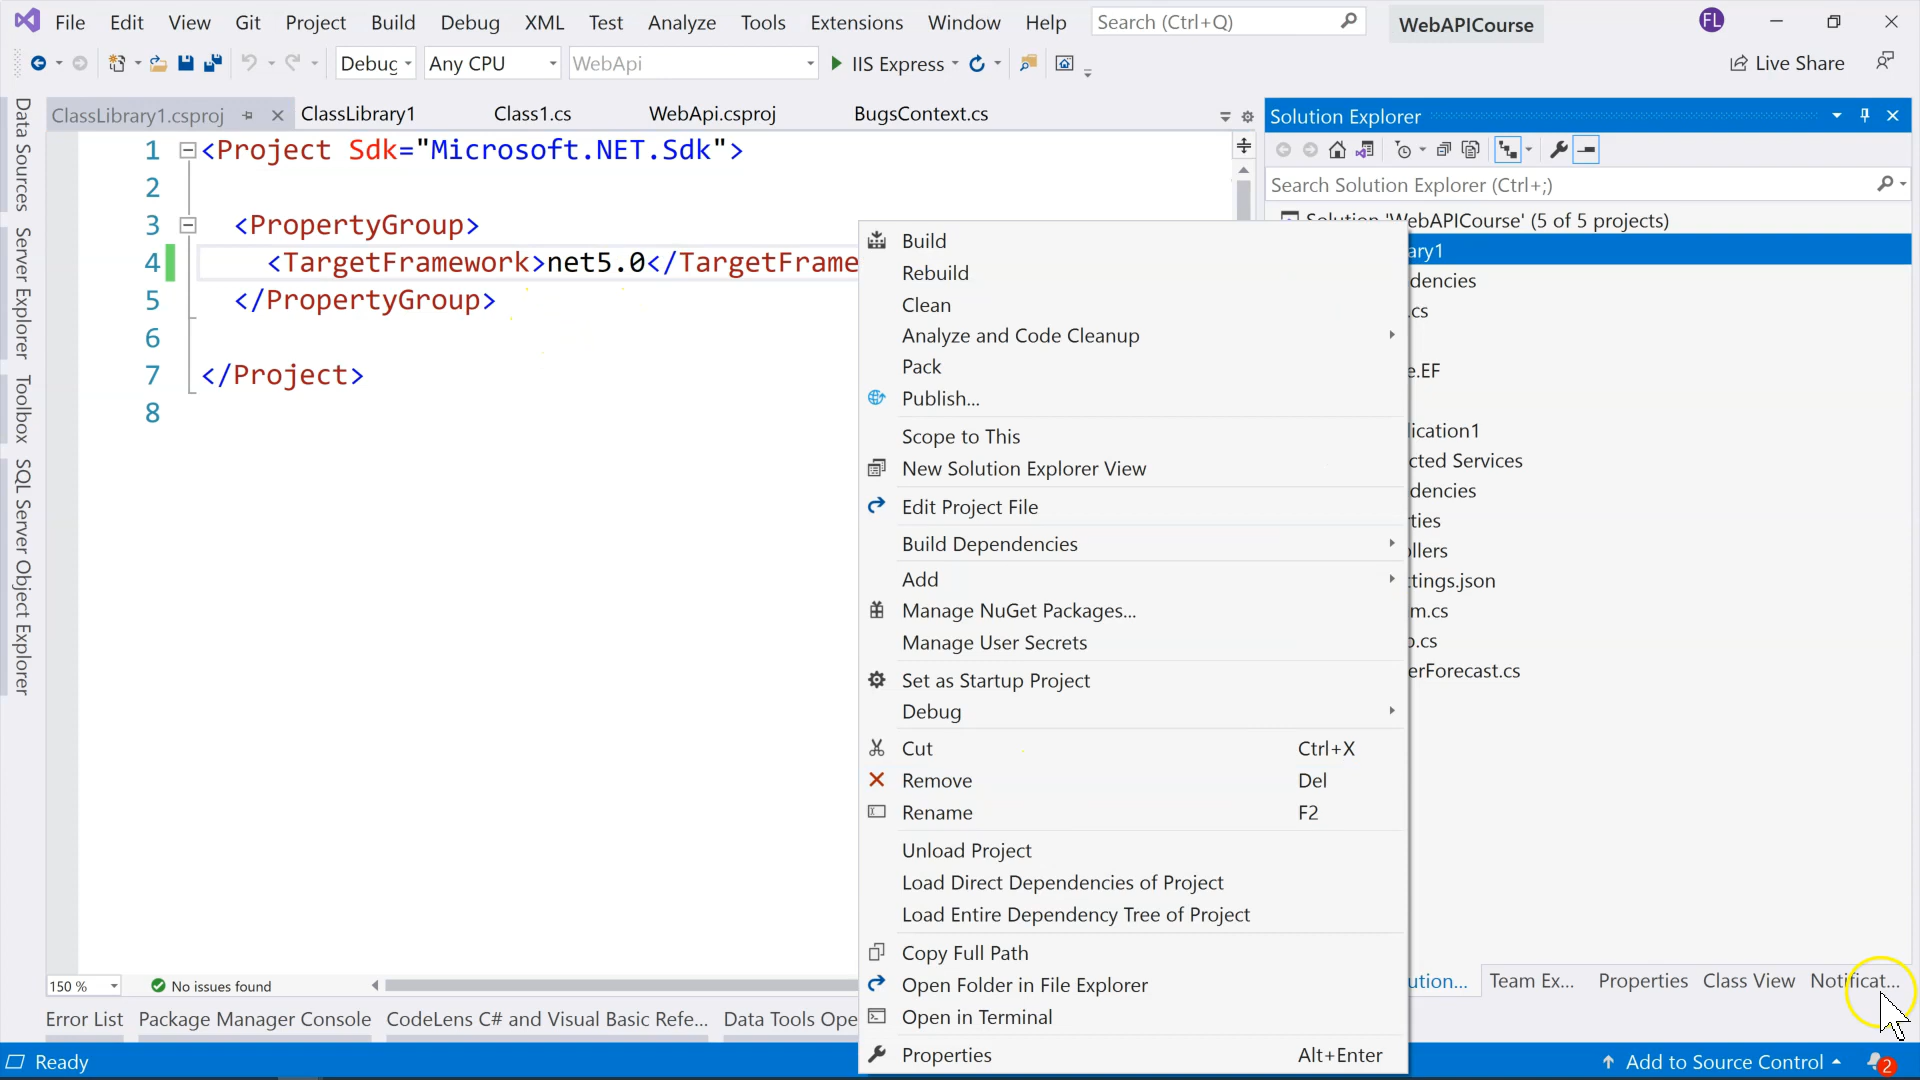 File Edit View Git Project Build Debug XML Test Analyze Tools Extensions Window Help Search (Ctrl+Q) WebAPICourse FL
Debug Any CPU WebApi IIS Express Live Share
ClassLibrary1.csproj ClassLibrary1 Class1.cs WebApi.csproj BugsContext.cs
Data Sources
Server Explorer
Toolbox
SQL Server Object Explorer
1 <Project Sdk="Microsoft.NET.Sdk">
2
3 <PropertyGroup>
4 <TargetFramework>net5.0</TargetFrame
5 </PropertyGroup>
6
7 </Project>
8
Build
Rebuild
Clean
Analyze and Code Cleanup
Pack
Publish...
Scope to This
New Solution Explorer View
Edit Project File
Build Dependencies
Add
Manage NuGet Packages...
Manage User Secrets
Set as Startup Project
Debug
Cut Ctrl+X
Remove Del
Rename F2
Unload Project
Load Direct Dependencies of Project
Load Entire Dependency Tree of Project
Copy Full Path
Open Folder in File Explorer
Open in Terminal
Properties Alt+Enter
Solution Explorer
Search Solution Explorer (Ctrl+;)
Solution 'WebAPICourse' (5 of 5 projects)
ary1
dencies
.cs
e.EF
lication1
cted Services
dencies
rties
ollers
ttings.json
m.cs
p.cs
erForecast.cs
ution... Team Ex... Properties Class View Notificat...
150 % No issues found
Error List Package Manager Console CodeLens C# and Visual Basic Refe... Data Tools Ope
Ready Add to Source Control 2